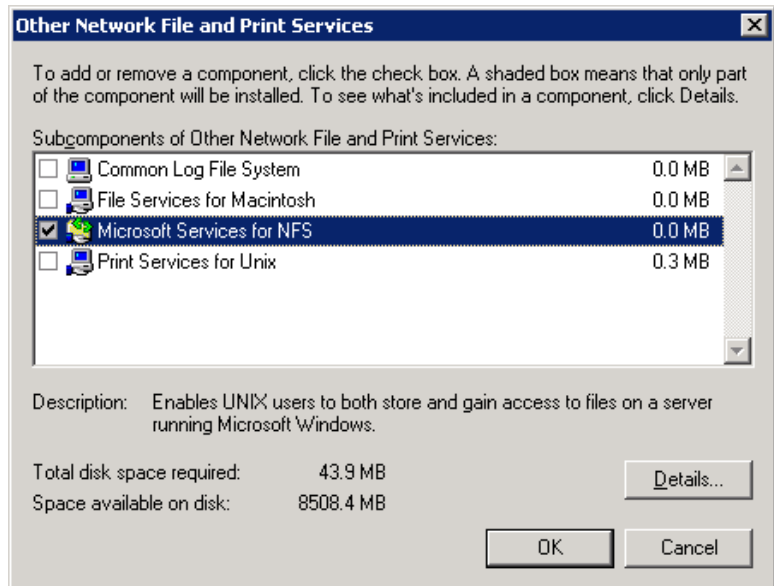 Other Network File and Print Services
To add or remove a component, click the check box. A shaded box means that only part
of the component will be installed. To see what's included in a component, click Details.
Subcomponents of Other Network File and Print Services:
Common Log File System 0.0 MB
File Services for Macintosh 0.0 MB
Microsoft Services for NFS 0.0 MB
Print Services for Unix 0.3 MB
Description: Enables UNIX users to both store and gain access to files on a server
running Microsoft Windows.
Total disk space required: 43.9 MB
Space available on disk: 8508.4 MB
Details...
OK Cancel